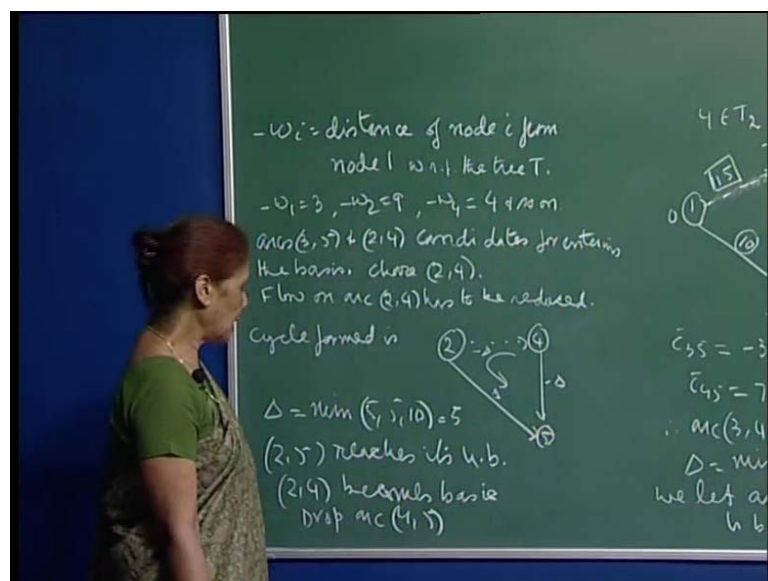 -wi = distance of node i from
node 1 w.r.t. the tree T.
-w1 = 3, -w2 = 9, -w4 = 4 & so on.
arcs (3,5) & (2,4) candidates for entering
the basis. choose (2,4).
Flow on arc (2,4) has to be reduced.
cycle formed is
2 -Δ 4
Δ -Δ
5
Δ = min (5, 5, 10) = 5
(2,5) reaches its u.b.
(2,4) becomes basic
Drop arc (4,5)
4 ∈ T2
15
0 1
10
c̄35 = -3
c̄45 = 7
∴ arc (3,4
Δ = min
we let a
u b